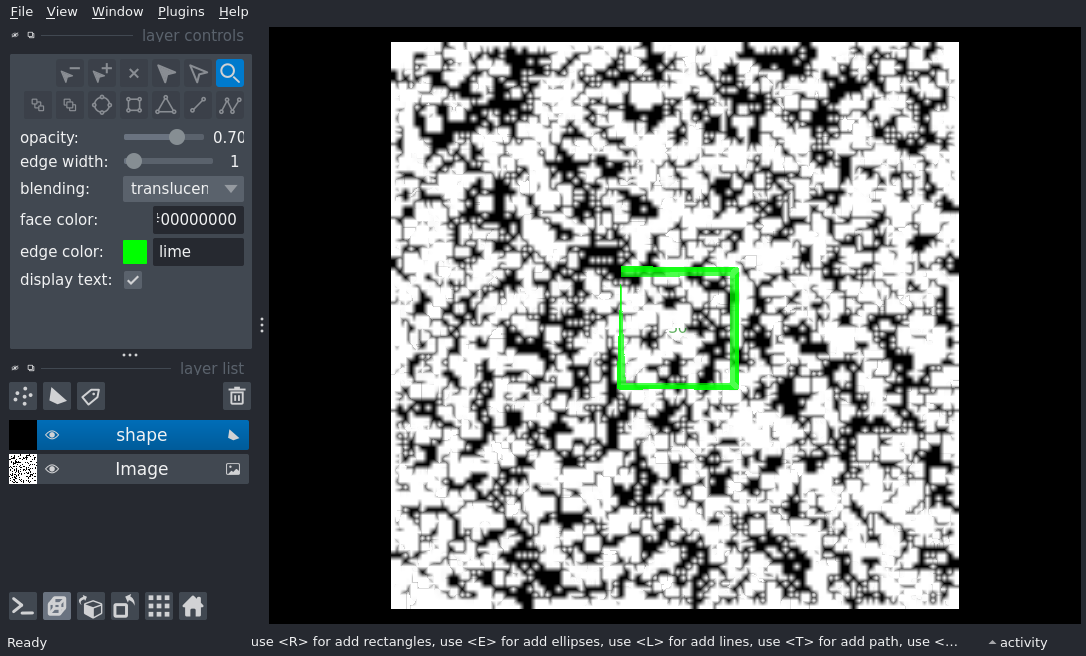 File View Window Plugins Help
layer controls
opacity: 0.70
edge width: 1
blending: translucen
face color: 00000000
edge color: lime
display text:
layer list
shape
Image
Ready
use <R> for add rectangles, use <E> for add ellipses, use <L> for add lines, use <T> for add path, use <...
activity